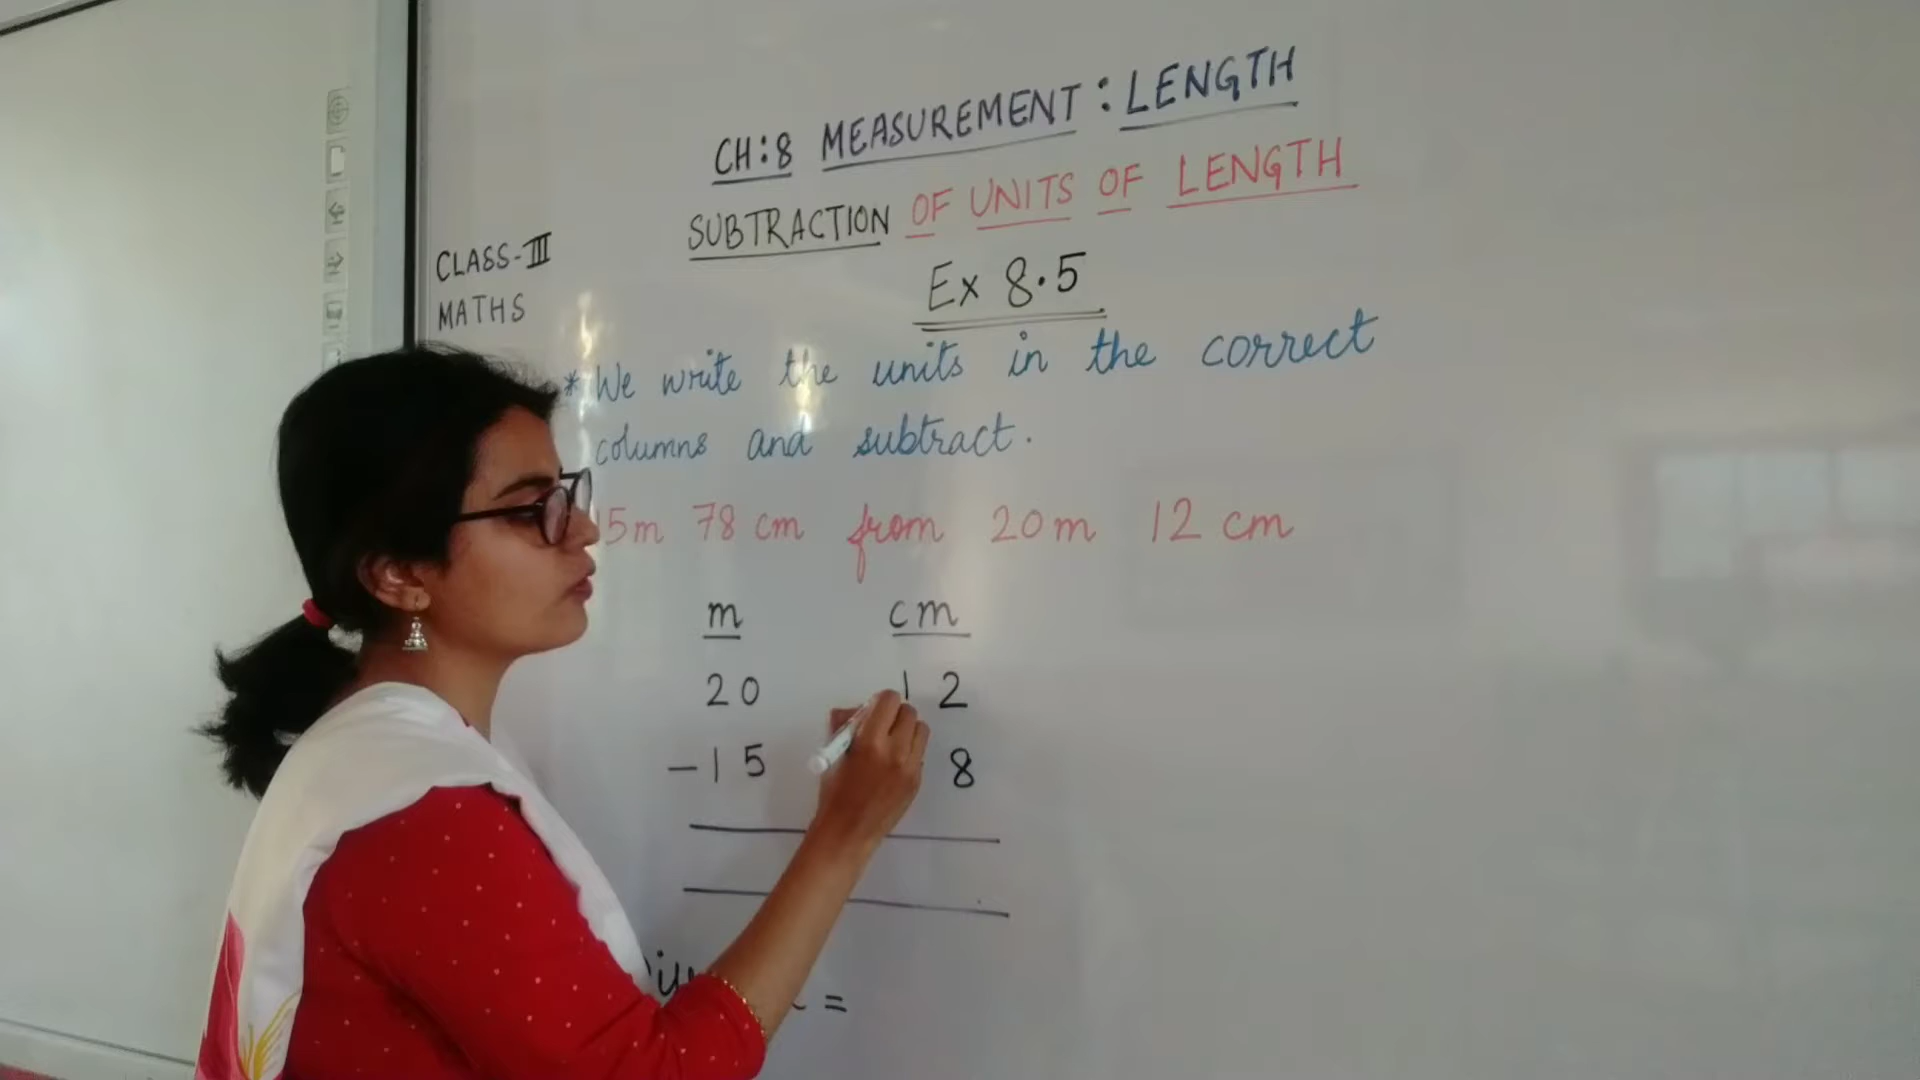 CH:8 MEASUREMENT : LENGTH
SUBTRACTION OF UNITS OF LENGTH
CLASS-III
MATHS
Ex 8.5
* We write the units in the correct
columns and subtract.
15m 78 cm from 20m 12 cm
m cm
20 12
-15 8
=